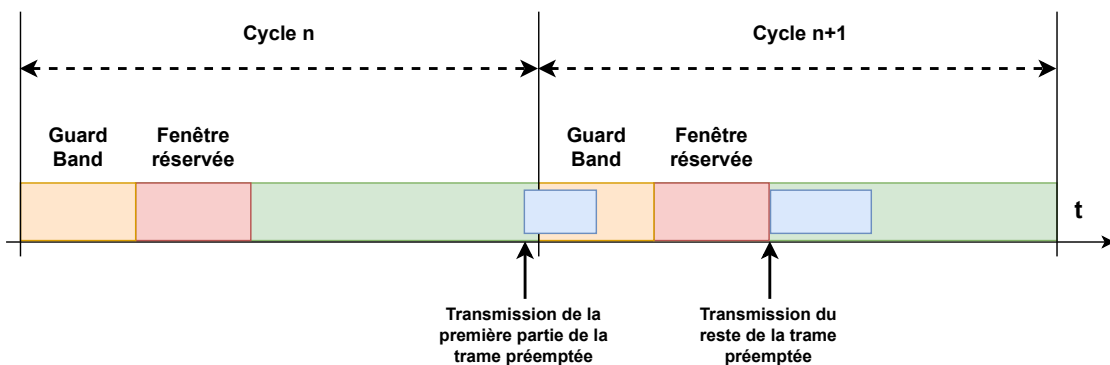 Cycle n
Cycle n+1
Guard
Band
Fenêtre
réservée
Guard
Band
Fenêtre
réservée
t
Transmission de la
première partie de la
trame préemptée
Transmission du
reste de la trame
préemptée